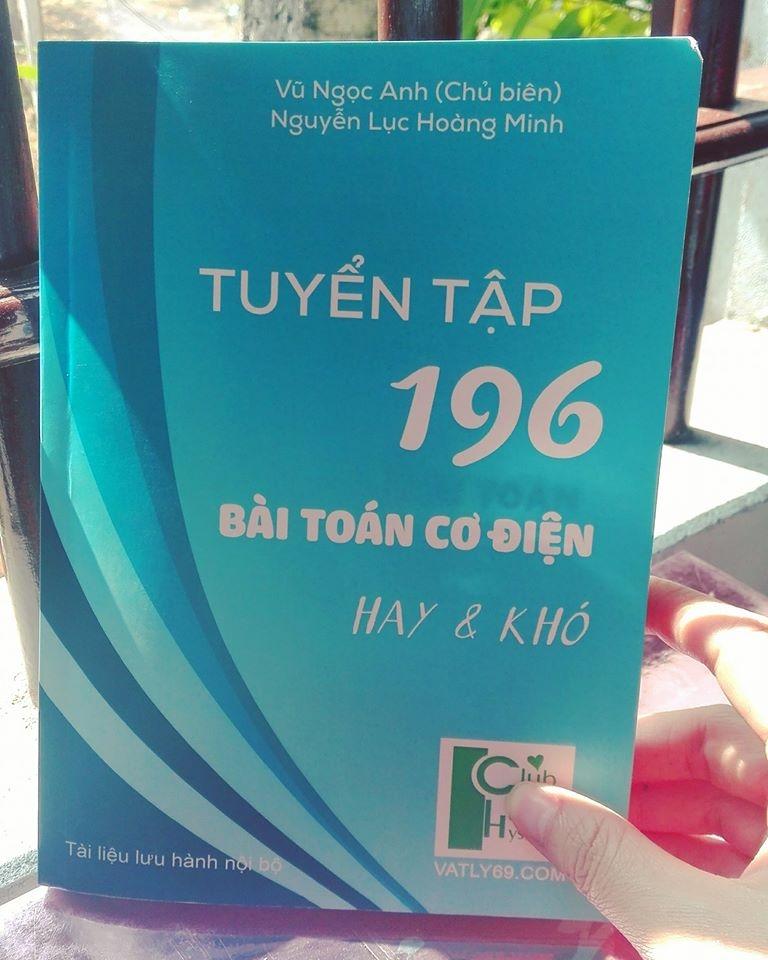 Vũ Ngọc Anh (Chủ biên)
Nguyễn Lục Hoàng Minh
TUYỂN TẬP
196
BÀI TOÁN CƠ ĐIỆN
HAY & KHÓ
Club
Tài liệu lưu hành nội bộ
VATLY69.COM